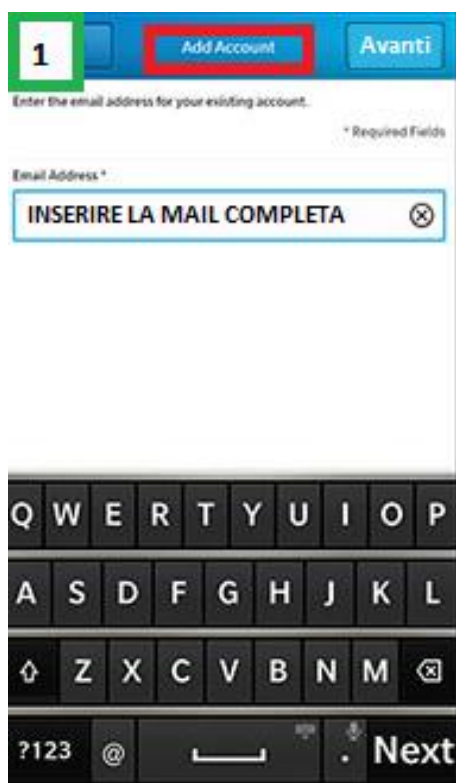 1 Add Account Avanti
Enter the email address for your existing account.
* Required Fields
Email Address *
INSERIRE LA MAIL COMPLETA
Q W E R T Y U I O P
A S D F G H J K L
Z X C V B N M
?123 @ . Next